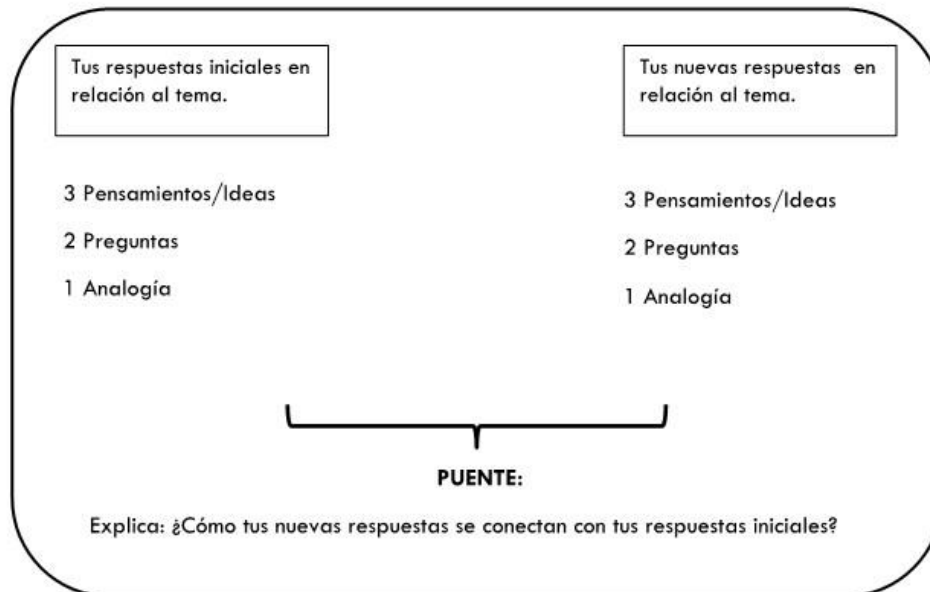 Tus respuestas iniciales en
relación al tema.
3 Pensamientos/Ideas
2 Preguntas
1 Analogía
Tus nuevas respuestas en
relación al tema.
3 Pensamientos/Ideas
2 Preguntas
1 Analogía
PUENTE:
Explica: ¿Cómo tus nuevas respuestas se conectan con tus respuestas iniciales?